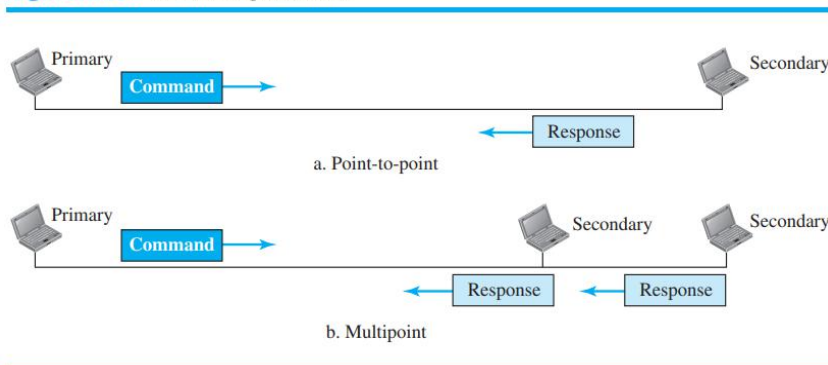 Primary
Secondary
Command
Response
a. Point-to-point
Primary
Secondary
Secondary
Command
Response
Response
b. Multipoint